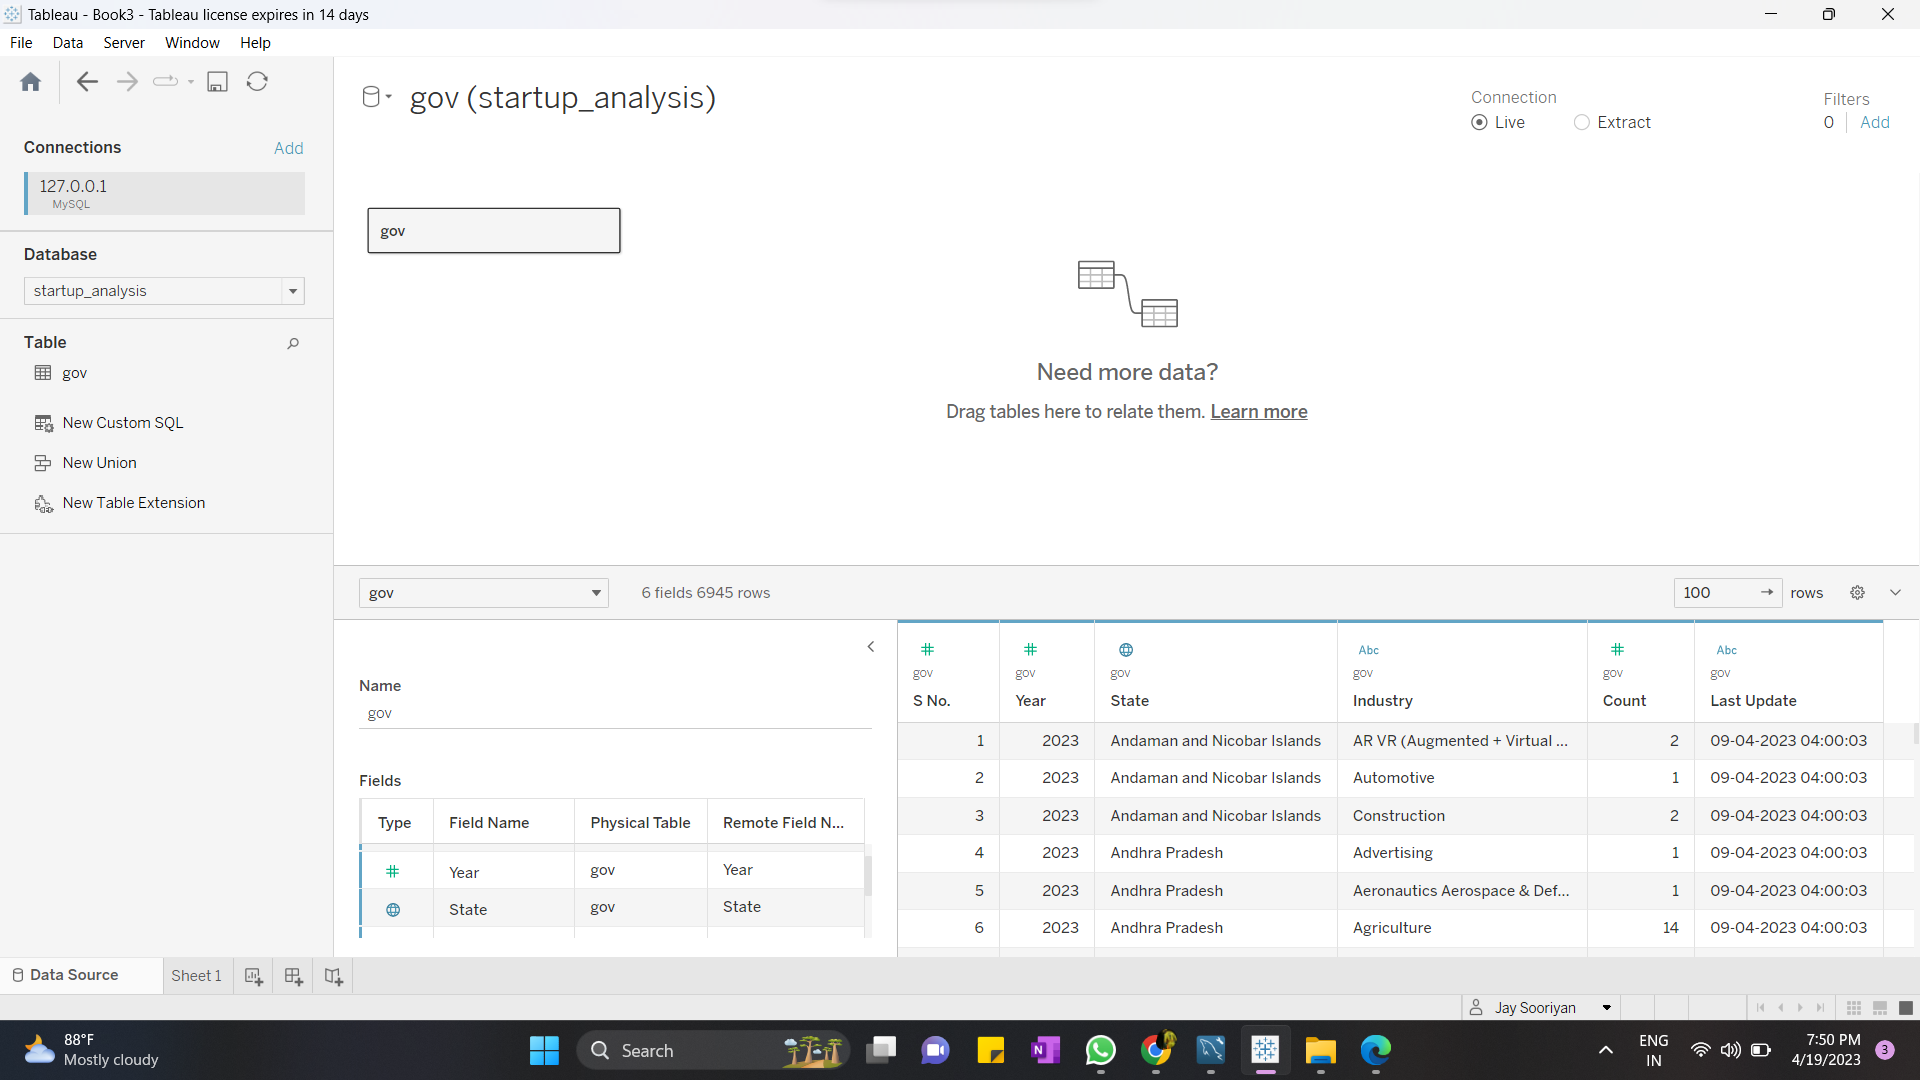 Tableau - Book3 - Tableau license expires in 14 days
File Data Server Window Help
Connections Add
127.0.0.1
MySQL
Database
startup_analysis
Table
gov
New Custom SQL
New Union
New Table Extension
gov (startup_analysis)
Connection
Live Extract
Filters
0 Add
gov
Need more data?
Drag tables here to relate them. Learn more
gov 6 fields 6945 rows 100 → rows
Name
gov
Fields
Type Field Name Physical Table Remote Field N...
# Year gov Year
State gov State
# # Abc # Abc
gov gov gov gov gov gov
S No. Year State Industry Count Last Update
1 2023 Andaman and Nicobar Islands AR VR (Augmented + Virtual ... 2 09-04-2023 04:00:03
2 2023 Andaman and Nicobar Islands Automotive 1 09-04-2023 04:00:03
3 2023 Andaman and Nicobar Islands Construction 2 09-04-2023 04:00:03
4 2023 Andhra Pradesh Advertising 1 09-04-2023 04:00:03
5 2023 Andhra Pradesh Aeronautics Aerospace & Def... 1 09-04-2023 04:00:03
6 2023 Andhra Pradesh Agriculture 14 09-04-2023 04:00:03
Data Source Sheet 1
Jay Sooriyan
88°F
Mostly cloudy
Search
N
ENG
IN
7:50 PM
4/19/2023
3